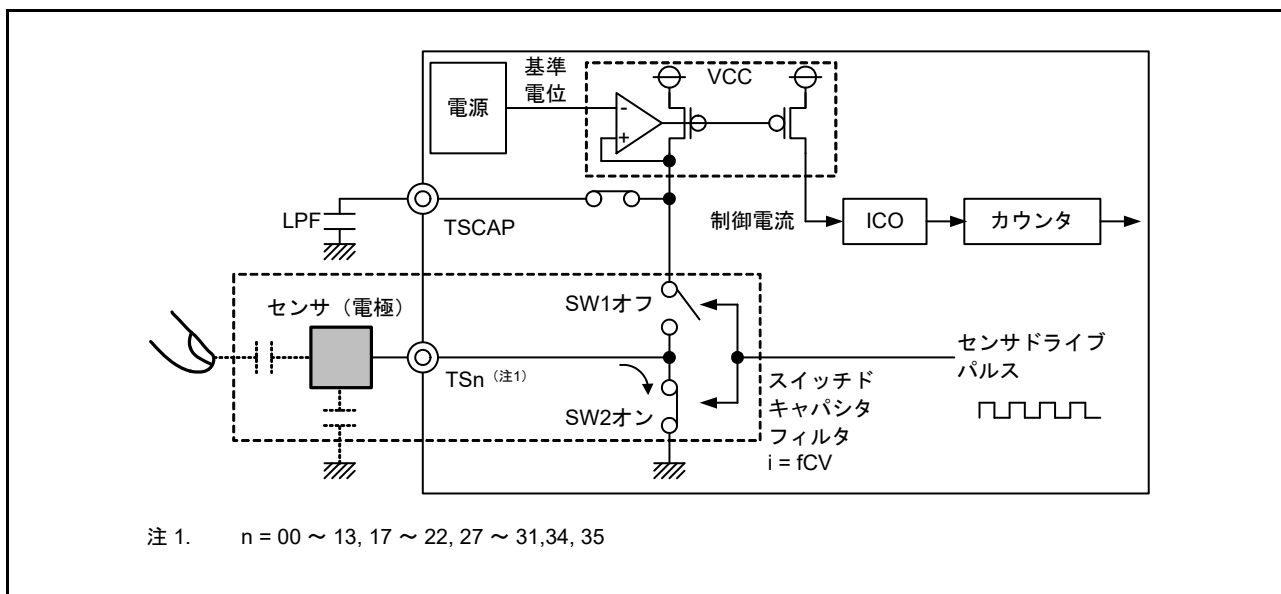 電源
基準
電位
VCC
-
+
LPF
TSCAP
制御電流
ICO
カウンタ
センサ（電極）
SW1オフ
TSn（注1）
SW2オン
スイッチド
キャパシタ
フィルタ
i = fCV
センサドライブ
パルス
注 1. n = 00 ～ 13, 17 ～ 22, 27 ～ 31,34, 35